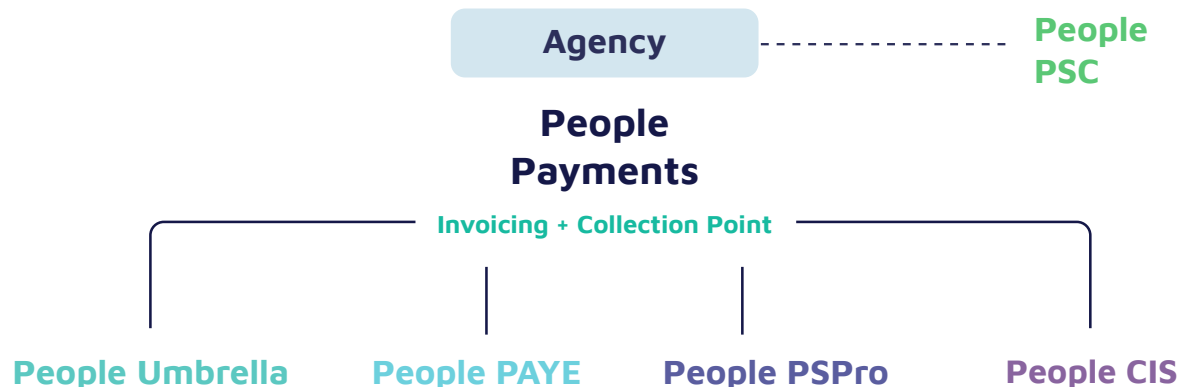 Agency
People
PSC
People
Payments
Invoicing + Collection Point
People Umbrella
People PAYE
People PSPro
People CIS